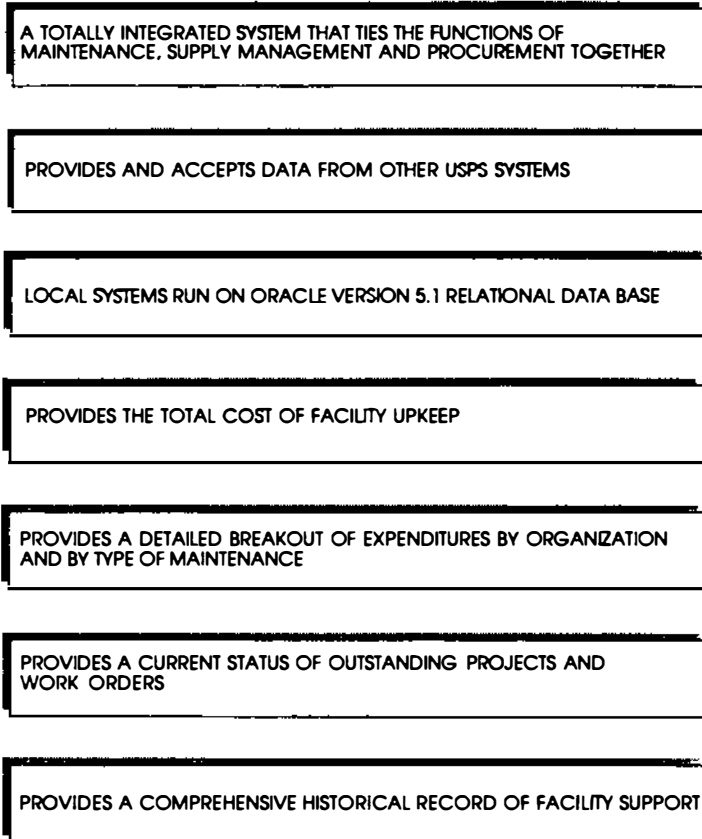 A TOTALLY INTEGRATED SYSTEM THAT TIES THE FUNCTIONS OF
MAINTENANCE, SUPPLY MANAGEMENT AND PROCUREMENT TOGETHER
PROVIDES AND ACCEPTS DATA FROM OTHER USPS SYSTEMS
LOCAL SYSTEMS RUN ON ORACLE VERSION 5.1 RELATIONAL DATA BASE
PROVIDES THE TOTAL COST OF FACILITY UPKEEP
PROVIDES A DETAILED BREAKOUT OF EXPENDITURES BY ORGANIZATION
AND BY TYPE OF MAINTENANCE
PROVIDES A CURRENT STATUS OF OUTSTANDING PROJECTS AND
WORK ORDERS
PROVIDES A COMPREHENSIVE HISTORICAL RECORD OF FACILITY SUPPORT